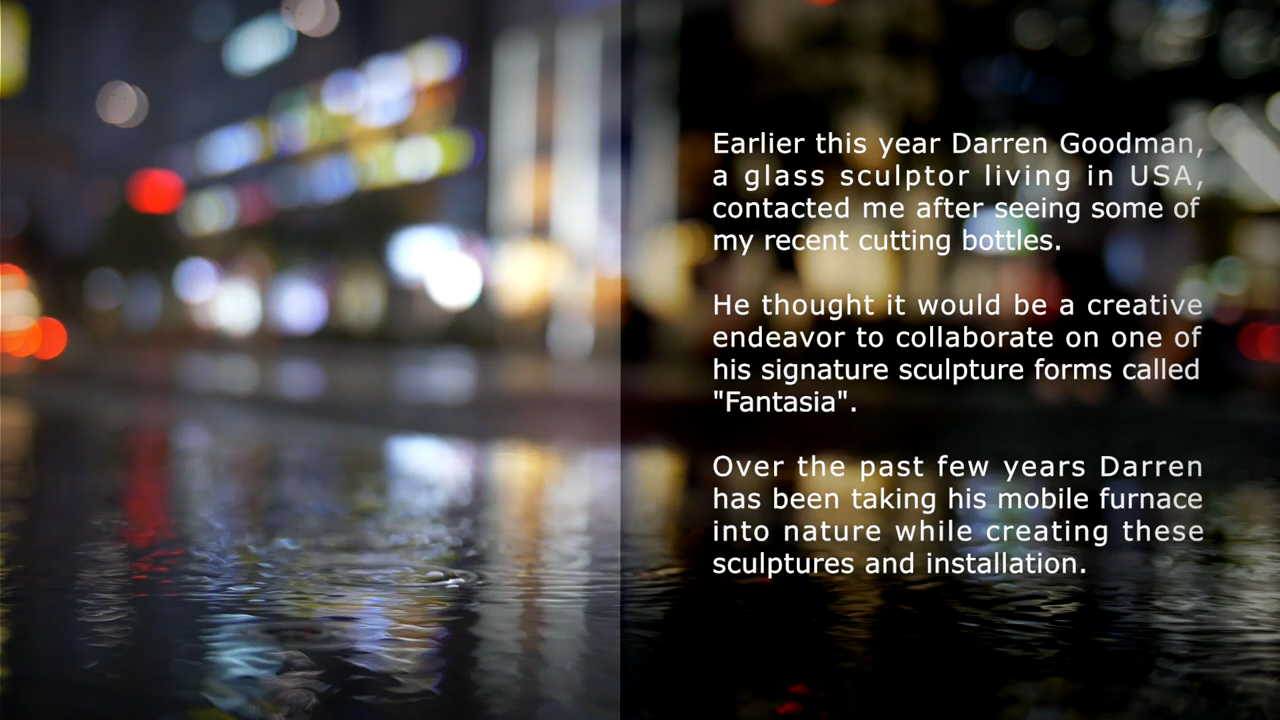 Earlier this year Darren Goodman,
a glass sculptor living in USA,
contacted me after seeing some of
my recent cutting bottles.
He thought it would be a creative
endeavor to collaborate on one of
his signature sculpture forms called
"Fantasia".
Over the past few years Darren
has been taking his mobile furnace
into nature while creating these
sculptures and installation.